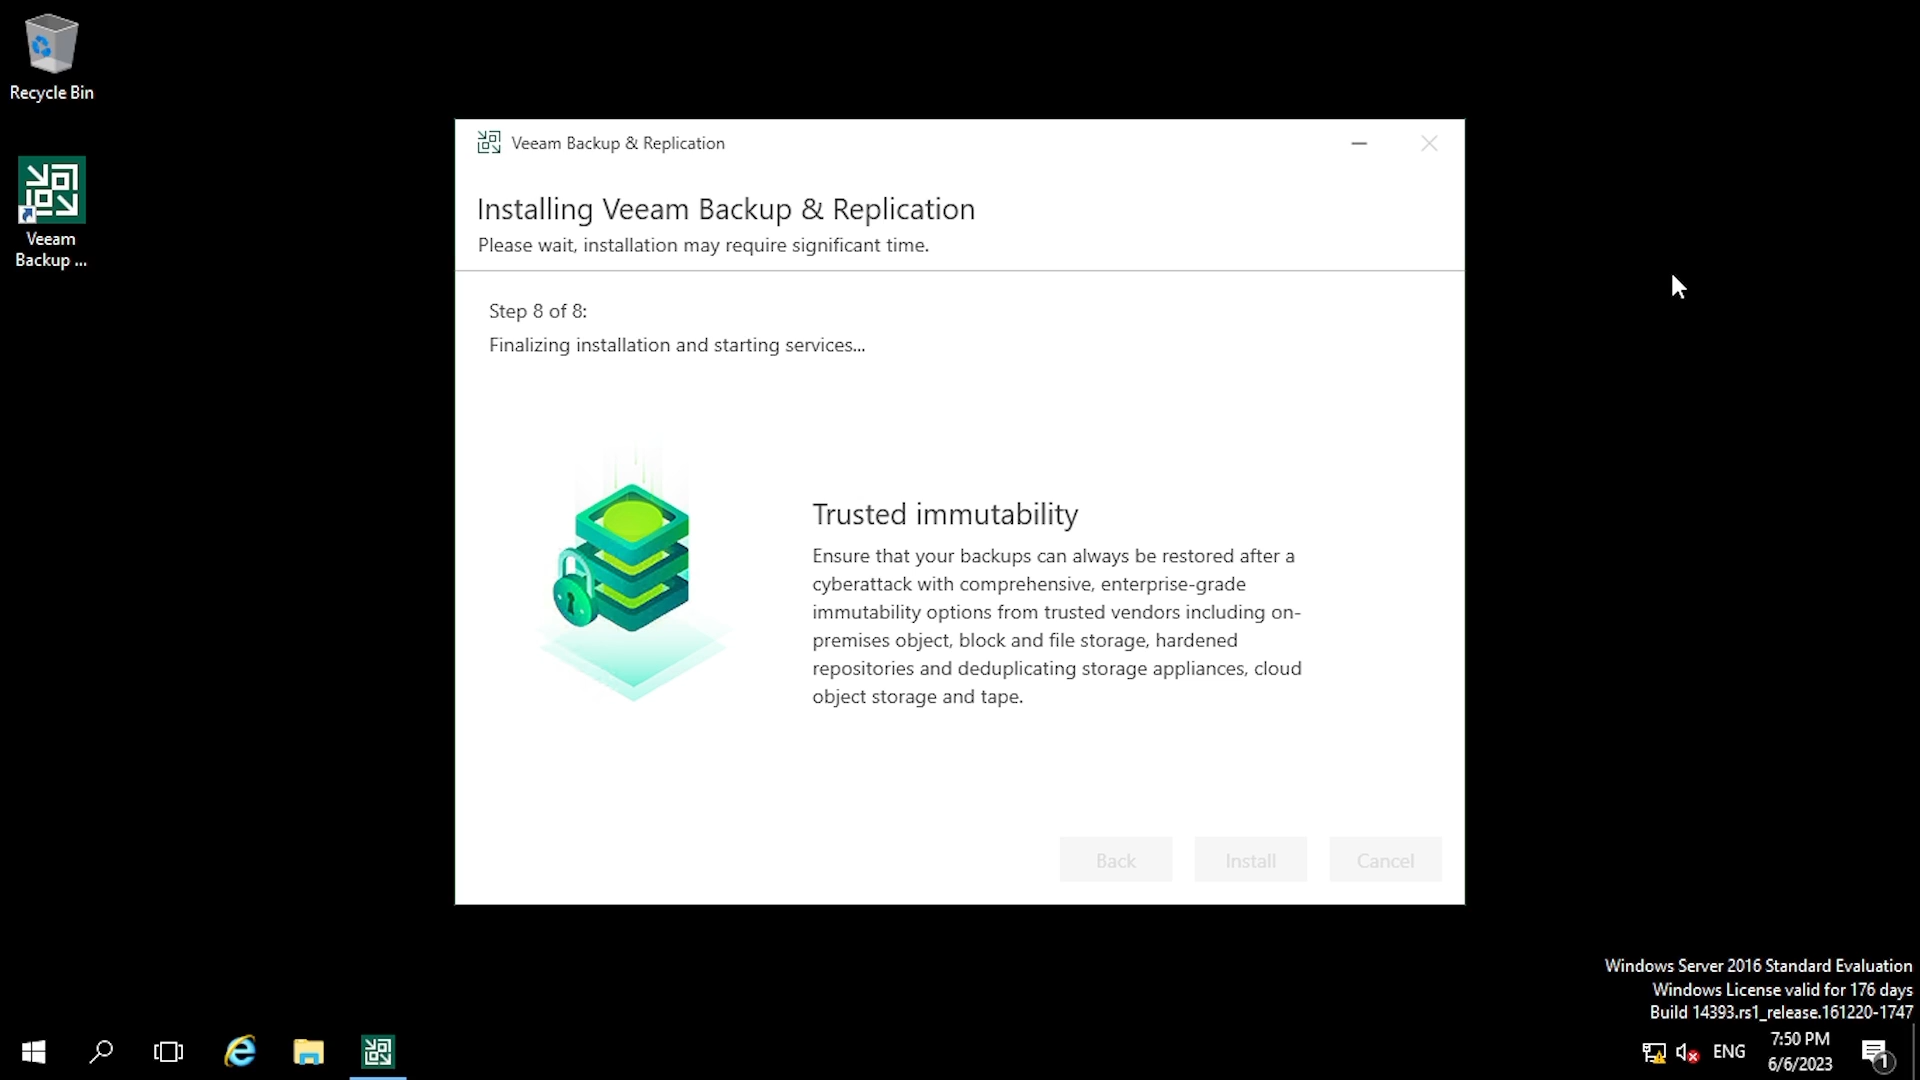 Recycle Bin
Veeam
Backup ...
Veeam Backup & Replication
Installing Veeam Backup & Replication
Please wait, installation may require significant time.
Step 8 of 8:
Finalizing installation and starting services...
Trusted immutability
Ensure that your backups can always be restored after a
cyberattack with comprehensive, enterprise-grade
immutability options from trusted vendors including on-
premises object, block and file storage, hardened
repositories and deduplicating storage appliances, cloud
object storage and tape.
Back
Install
Cancel
Windows Server 2016 Standard Evaluation
Windows License valid for 176 days
Build 14393.rs1_release.161220-1747
ENG
7:50 PM
6/6/2023
1